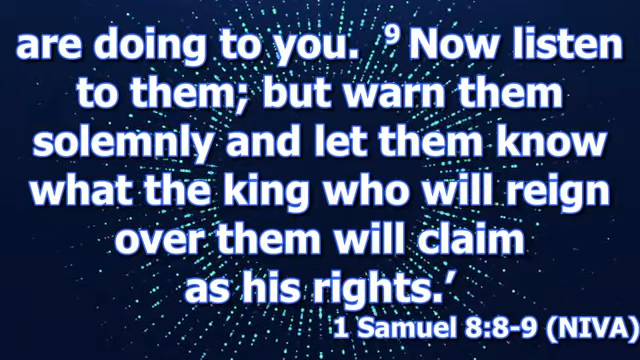 are doing to you. ⁹ Now listen
to them; but warn them
solemnly and let them know
what the king who will reign
over them will claim
as his rights.’
1 Samuel 8:8-9 (NIVA)